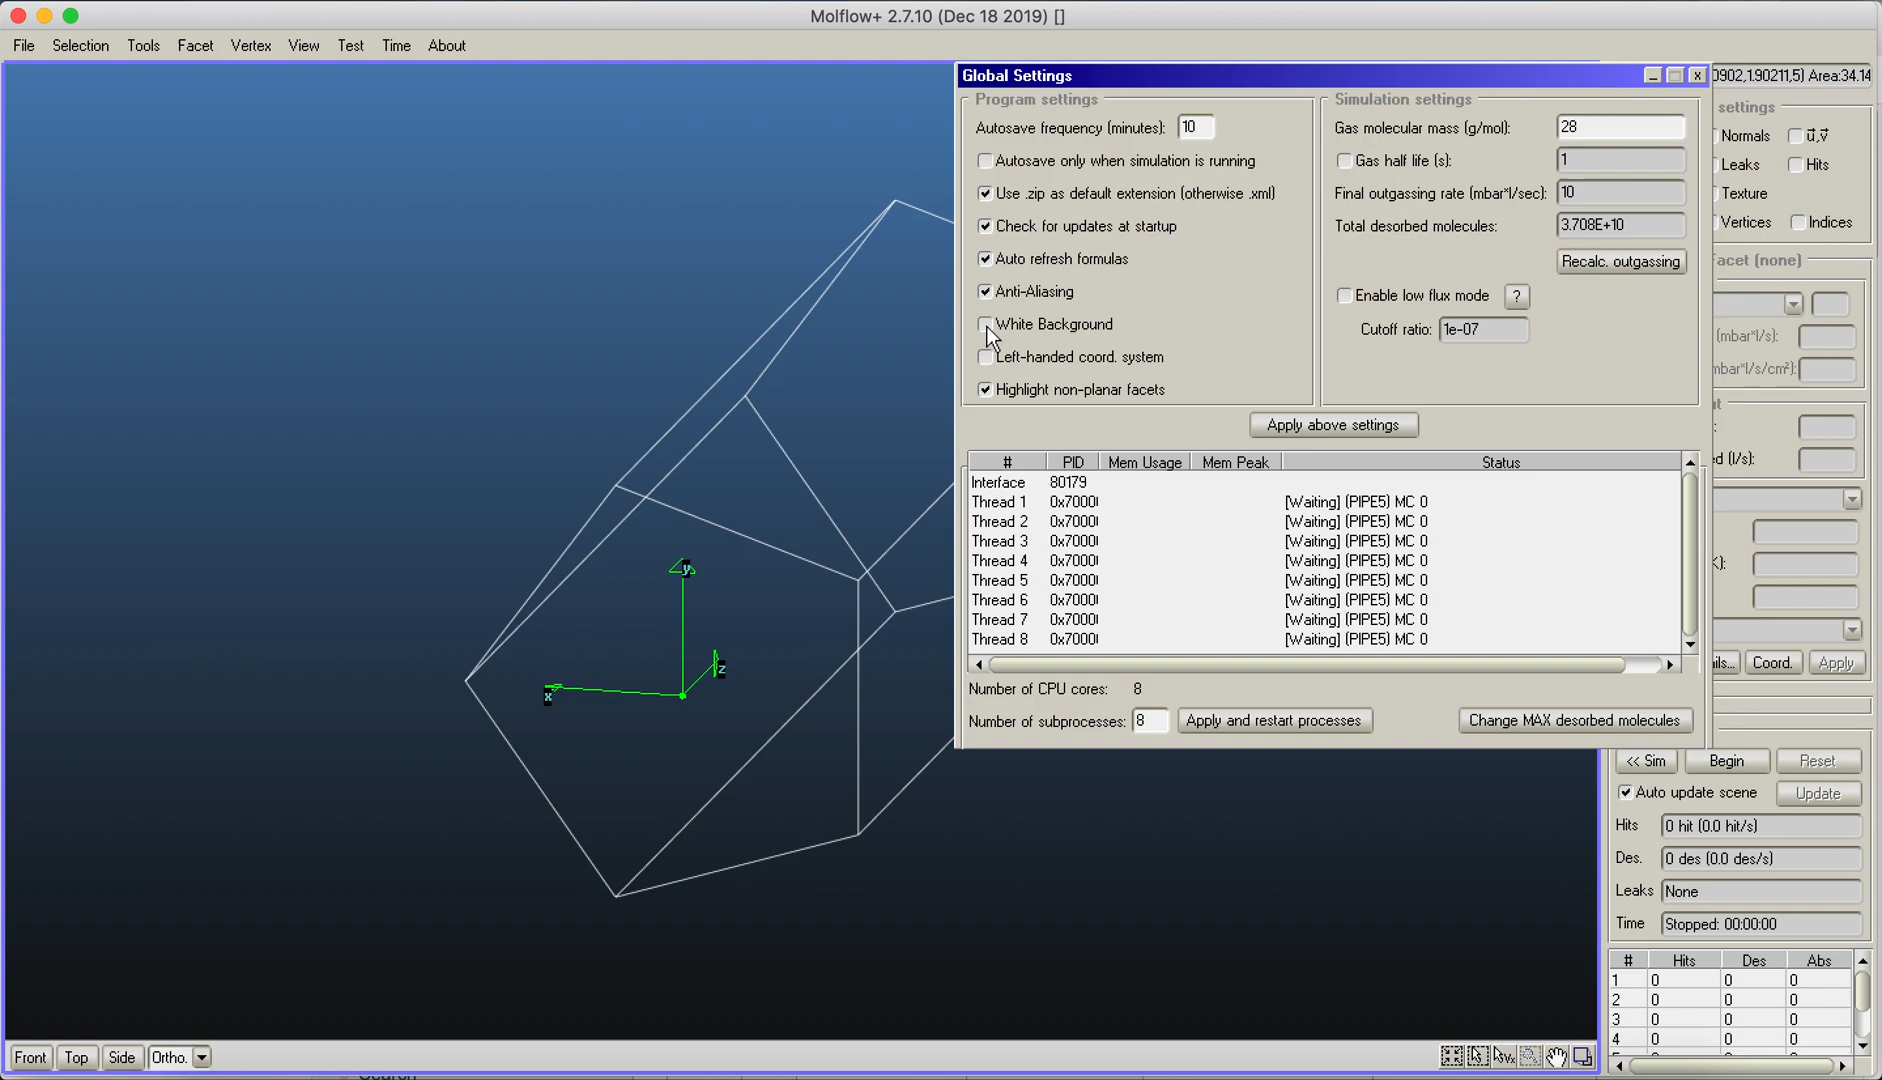 Molflow+ 2.7.10 (Dec 18 2019) []
File Selection Tools Facet Vertex View Test Time About
Global Settings
Program settings
Autosave frequency (minutes): 10
Autosave only when simulation is running
Use .zip as default extension (otherwise .xml)
Check for updates at startup
Auto refresh formulas
Anti-Aliasing
White Background
Left-handed coord. system
Highlight non-planar facets
Simulation settings
Gas molecular mass (g/mol): 28
Gas half life (s): 1
Final outgassing rate (mbar*l/sec): 10
Total desorbed molecules: 3.708E+10
Recalc. outgassing
Enable low flux mode ?
Cutoff ratio: 1e-07
Apply above settings
# PID Mem Usage Mem Peak Status
Interface 80179
Thread 1 0x7000 [Waiting] (PIPE5) MC 0
Thread 2 0x7000 [Waiting] (PIPE5) MC 0
Thread 3 0x7000 [Waiting] (PIPE5) MC 0
Thread 4 0x7000 [Waiting] (PIPE5) MC 0
Thread 5 0x7000 [Waiting] (PIPE5) MC 0
Thread 6 0x7000 [Waiting] (PIPE5) MC 0
Thread 7 0x7000 [Waiting] (PIPE5) MC 0
Thread 8 0x7000 [Waiting] (PIPE5) MC 0
Number of CPU cores: 8
Number of subprocesses: 8 Apply and restart processes Change MAX desorbed molecules
0902,1.90211,5) Area:34.14
settings
Normals u,v
Leaks Hits
Texture
Vertices Indices
acet (none)
(mbar*l/s):
mbar*l/s/cm²):
d (l/s):
Coord. Apply
<< Sim Begin Reset
Auto update scene Update
Hits 0 hit (0.0 hit/s)
Des. 0 des (0.0 des/s)
Leaks None
Time Stopped: 00:00:00
# Hits Des Abs
1 0 0 0
2 0 0 0
3 0 0 0
4 0 0 0
y
z
x
Front Top Side Ortho.